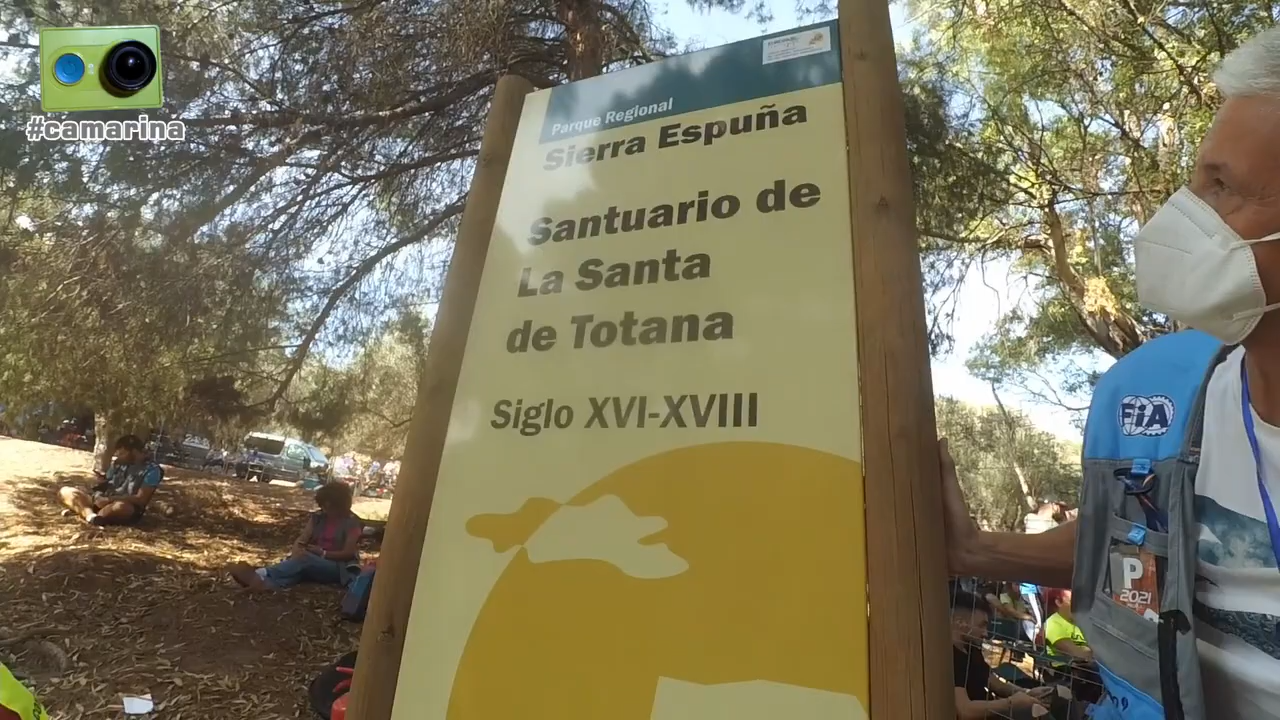 #camarina
Parque Regional
Sierra Espuña
Santuario de
La Santa
de Totana
Siglo XVI-XVIII
FiA
P
2021